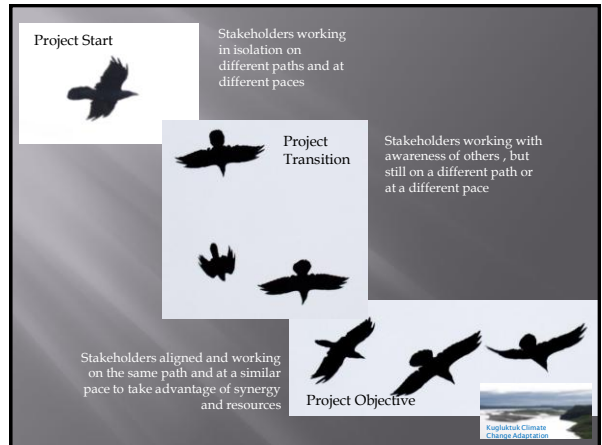 Project Start
Stakeholders working
in isolation on
different paths and at
different paces
Project
Transition
Stakeholders working with
awareness of others , but
still on a different path or
at a different pace
Stakeholders aligned and working
on the same path and at a similar
pace to take advantage of synergy
and resources
Project Objective
Kugluktuk Climate
Change Adaptation